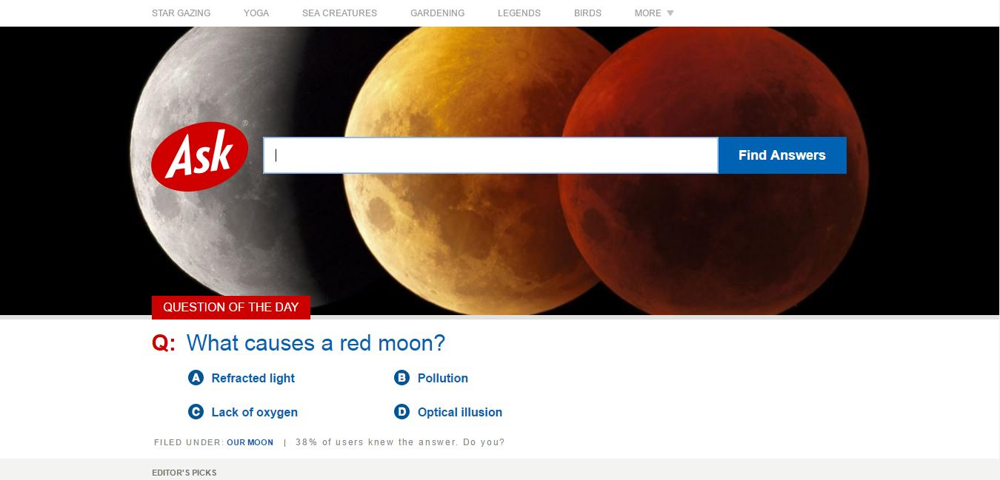 STAR GAZING YOGA SEA CREATURES GARDENING LEGENDS BIRDS MORE
Ask ®
Find Answers
QUESTION OF THE DAY
Q: What causes a red moon?
A Refracted light B Pollution
C Lack of oxygen D Optical illusion
FILED UNDER: OUR MOON | 38% of users knew the answer. Do you?
EDITOR'S PICKS